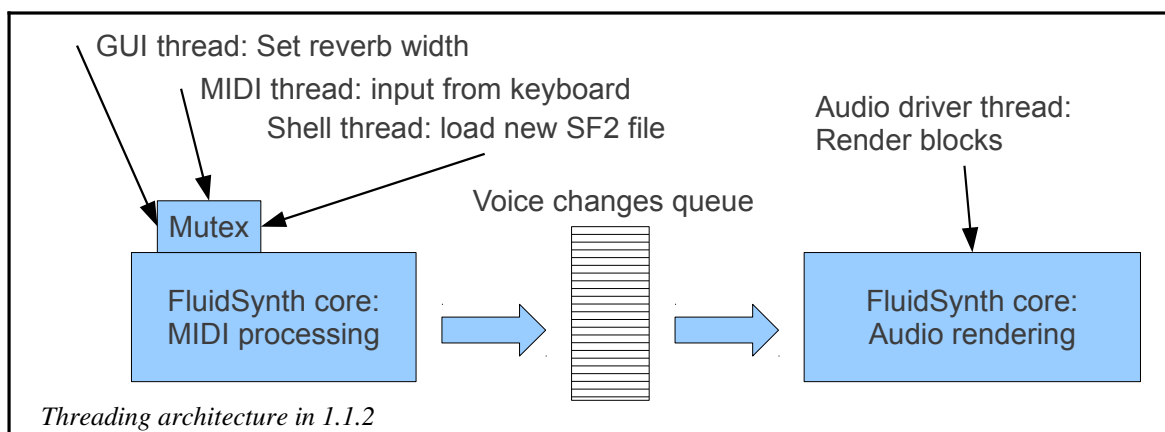 GUI thread: Set reverb width
MIDI thread: input from keyboard
Shell thread: load new SF2 file
Audio driver thread:
Render blocks
Voice changes queue
Mutex
FluidSynth core:
MIDI processing
FluidSynth core:
Audio rendering
Threading architecture in 1.1.2